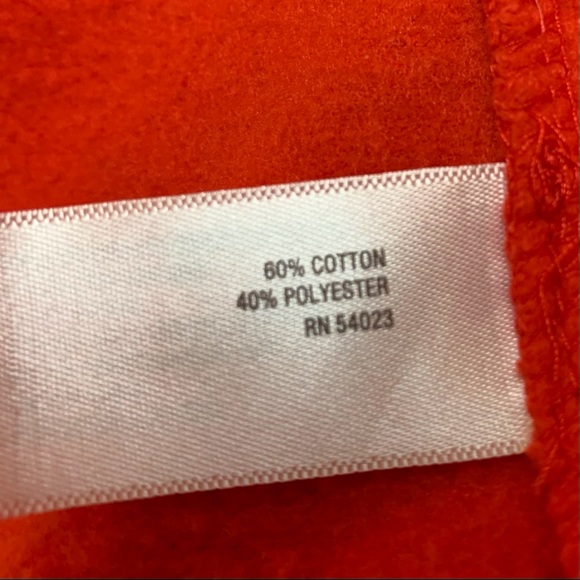 60% COTTON
40% POLYESTER
RN 54023